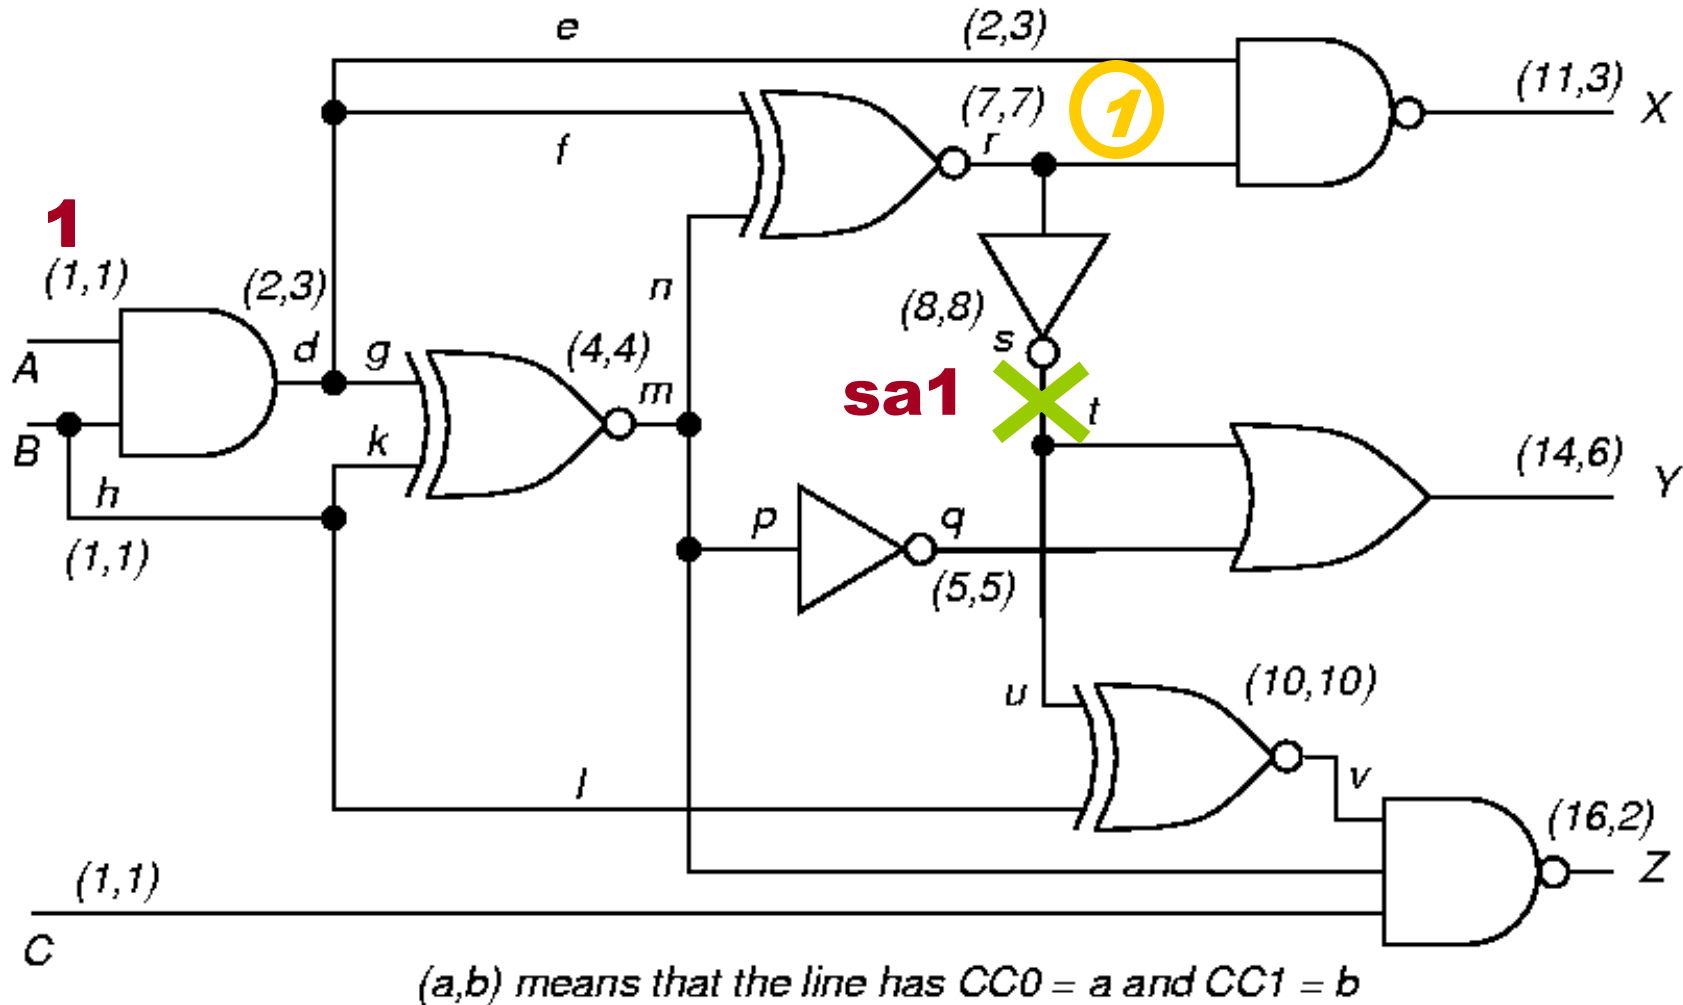 e
(2,3)
(11,3)
X
(7,7)
1
r
f
1
(1,1)
(2,3)
n
(8,8)
s
d
g
(4,4)
A
m
sa1
t
B
k
(14,6)
Y
h
p
q
(1,1)
(5,5)
u
(10,10)
l
v
(16,2)
Z
(1,1)
C
(a,b) means that the line has CC0 = a and CC1 = b